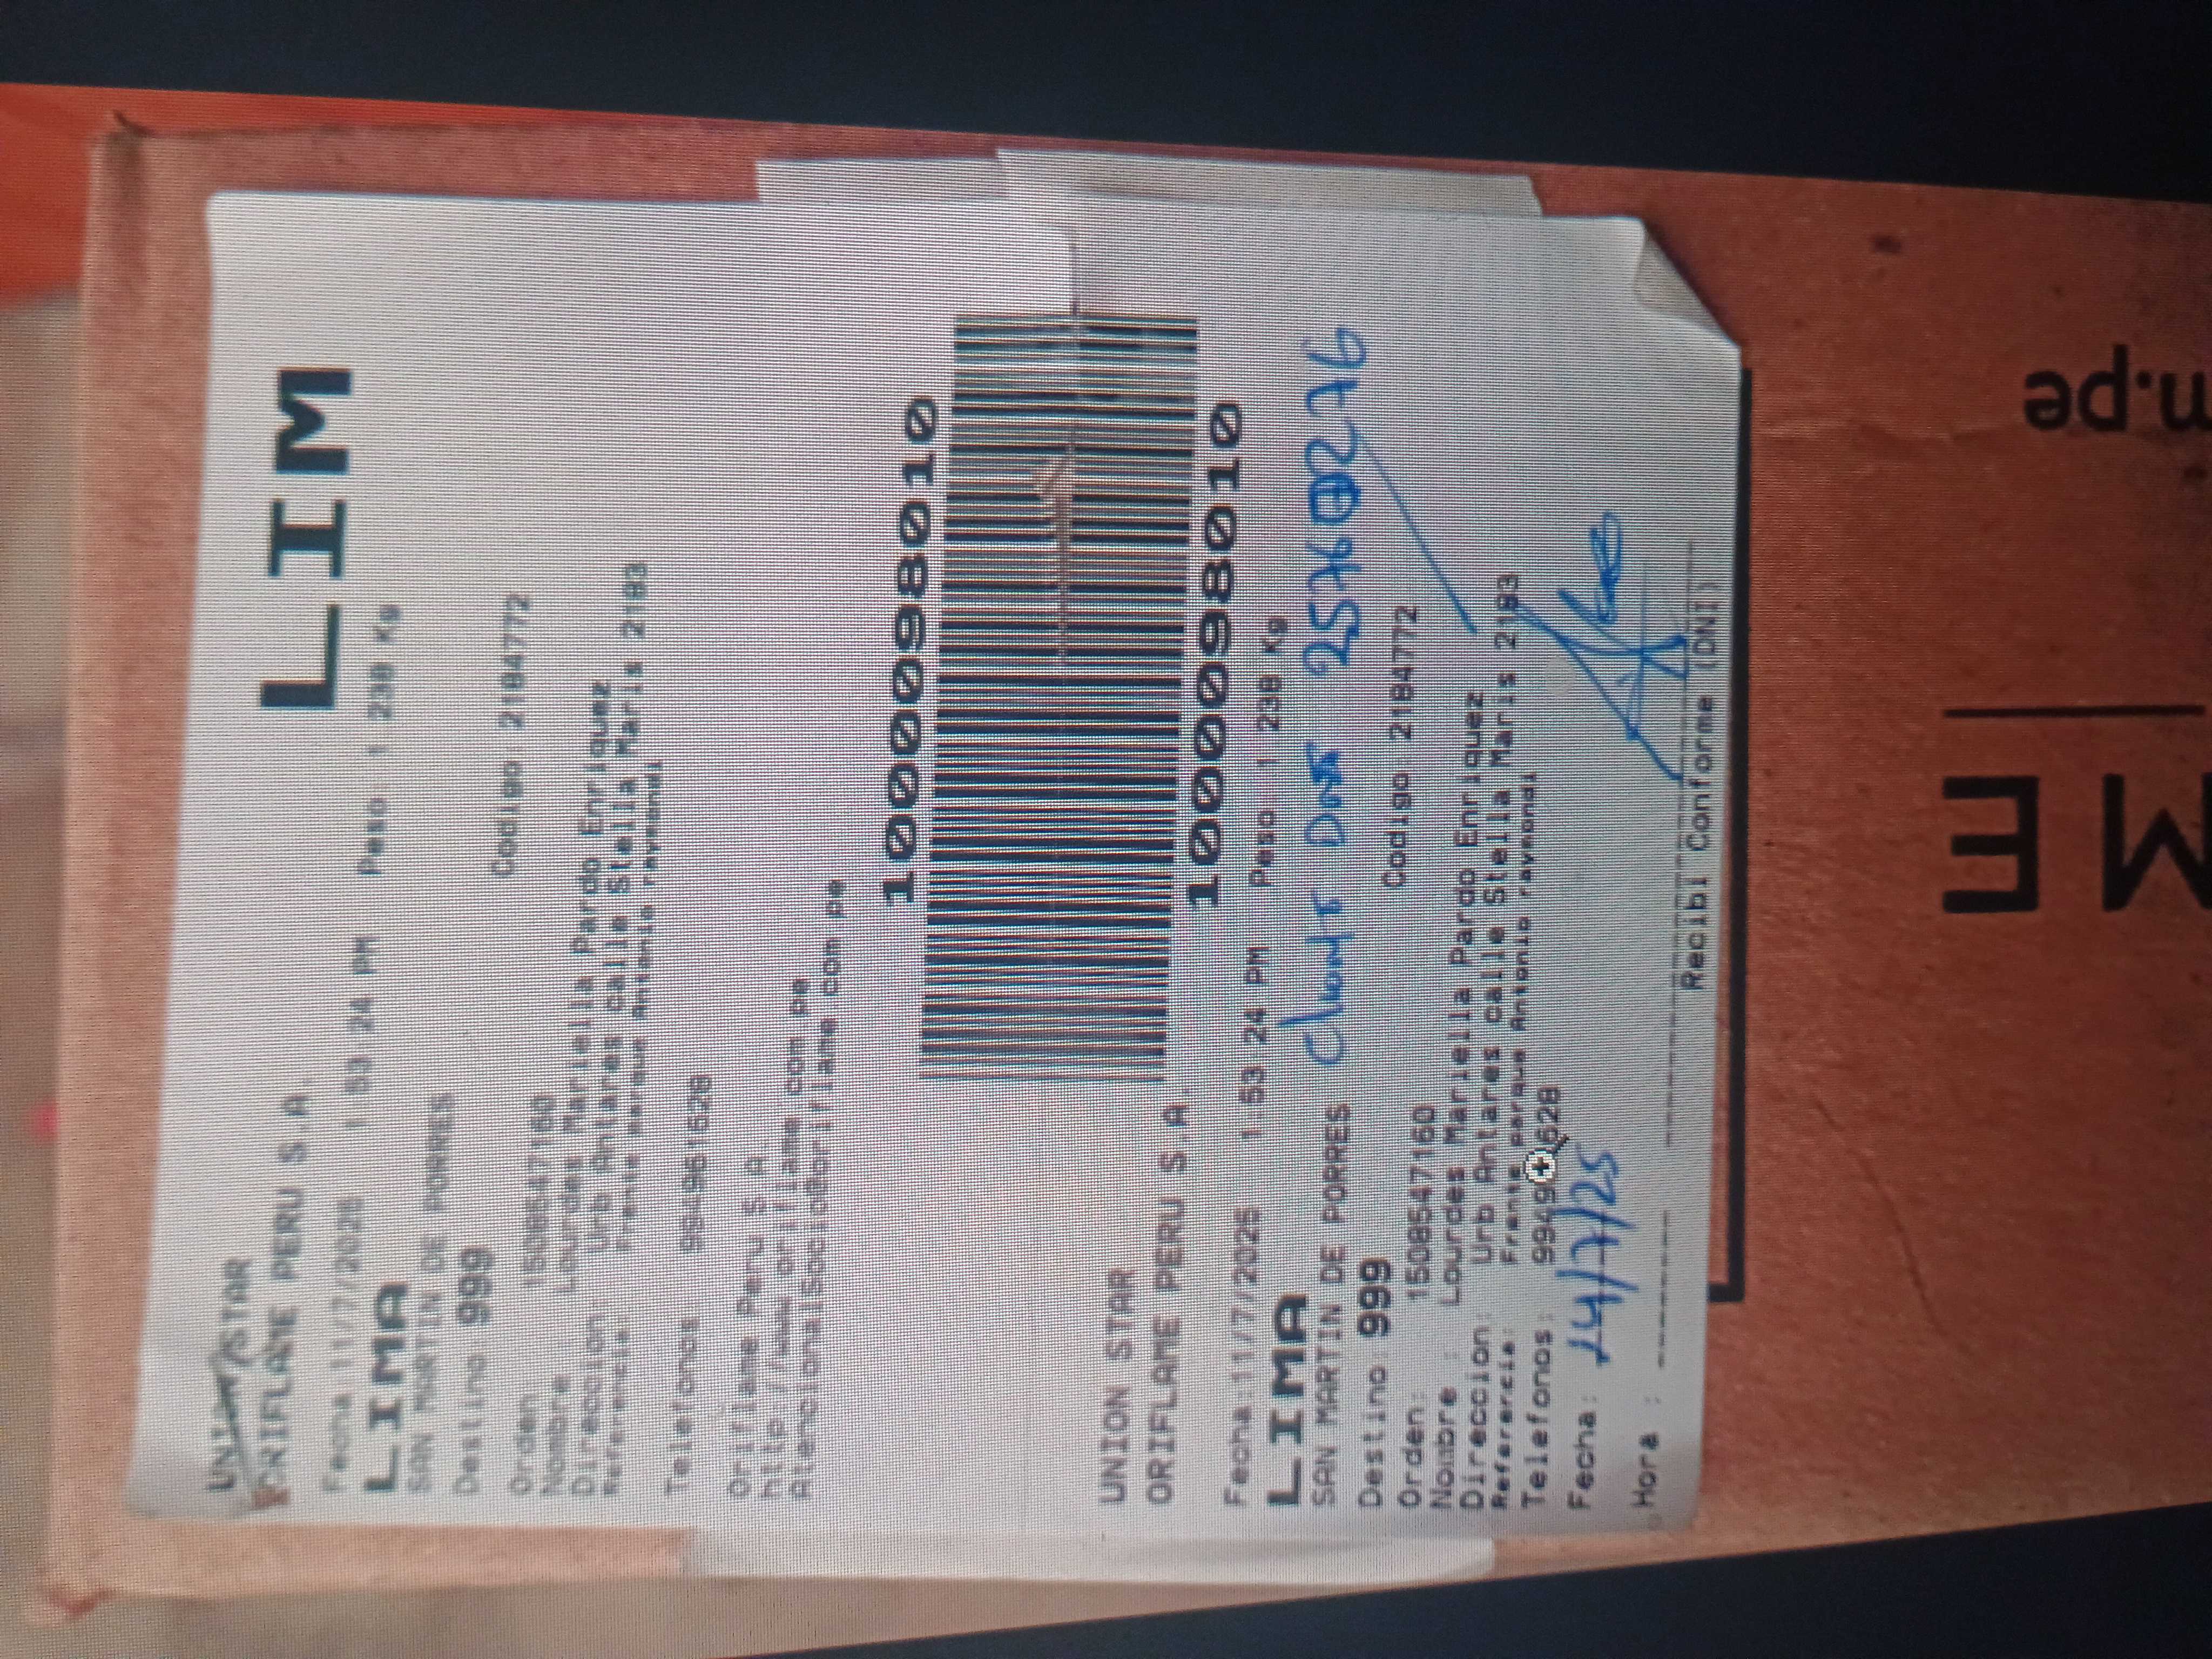 UNION STAR
ORIFLAME PERU S.A.
LIM
Fecha:11/7/2025 1:53:24 PM Peso: 1.230 Kg
LIMA
SAN MARTIN DE PORRES
Destino: 999
Orden: 1508547160 Codigo: 2184772
Nombre : Lourdes Mariella Pardo Enriquez
Direccion: Urb Antares calle Stella Maris 2183
Referencia: Frente parque Antonio raymondi
Telefonos: 994961628
Oriflame Peru S.A.
http://www.oriflame.com.pe
AtencionalSocio@oriflame.com.pe
1000098010
1000098010
UNION STAR
ORIFLAME PERU S.A.
Fecha:11/7/2025 1:53:24 PM Peso: 1.230 Kg
LIMA
SAN MARTIN DE PORRES
Destino: 999
Orden: 1508547160 Codigo: 2184772
Nombre : Lourdes Mariella Pardo Enriquez
Direccion: Urb Antares calle Stella Maris 2183
Referencia: Frente parque Antonio raymondi
Telefonos:
Fecha: 14/7/25
Hora :
Recibi Conforme (DNI)
ME
n.pe